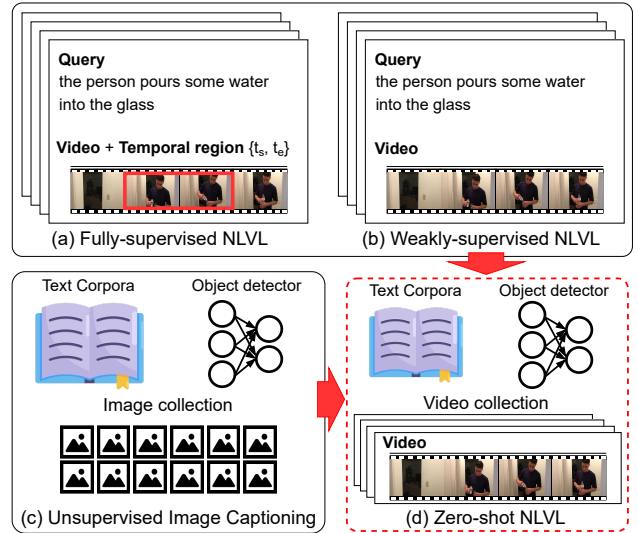 Query
the person pours some water
into the glass
Video + Temporal region {tₛ, tₑ}
(a) Fully-supervised NLVL
Query
the person pours some water
into the glass
Video
(b) Weakly-supervised NLVL
Text Corpora
Object detector
Image collection
(c) Unsupervised Image Captioning
Text Corpora
Object detector
Video collection
Video
(d) Zero-shot NLVL